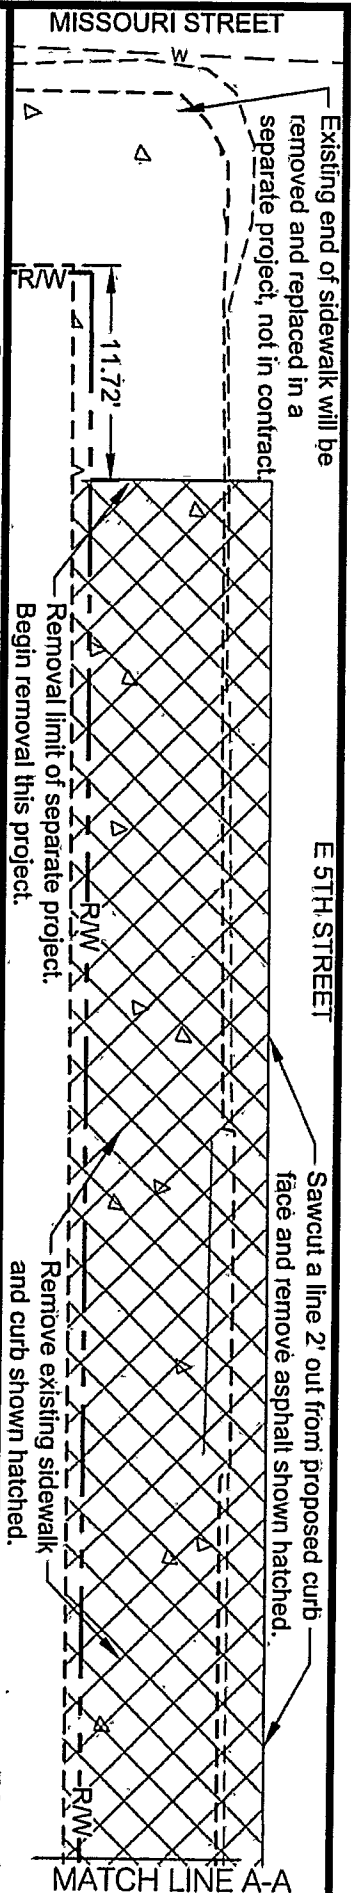 MISSOURI STREET
W
Existing end of sidewalk will be
removed and replaced in a
separate project, not in contract.
R/W
11.72'
Removal limit of separate project.
Begin removal this project.
R/W
E 5TH STREET
Sawcut a line 2' out from proposed curb
face and remove asphalt shown hatched.
Remove existing sidewalk
and curb shown hatched.
R/W
MATCH LINE A-A